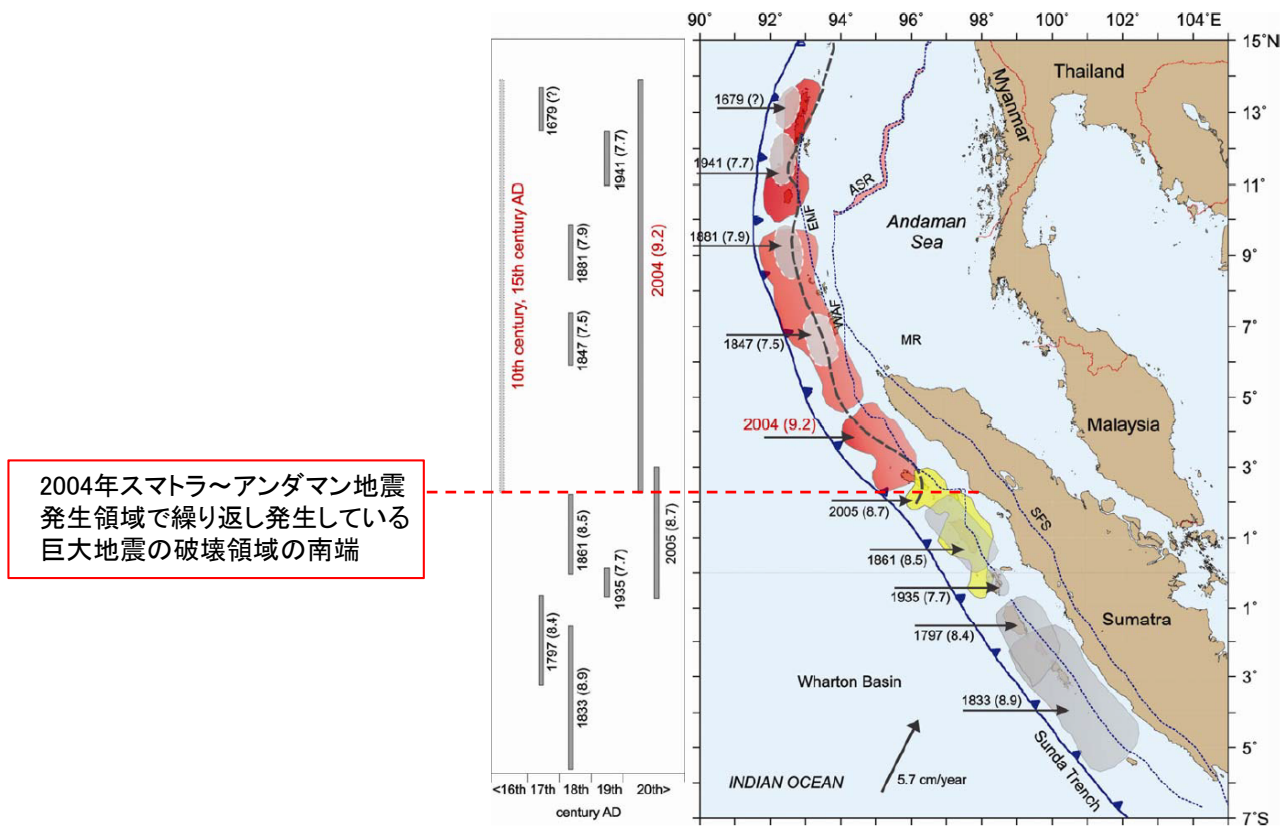 2004年スマトラ～アンダマン地震
発生領域で繰り返し発生している
巨大地震の破壊領域の南端
10th century, 15th century AD
1679 (?)
1941 (7.7)
1881 (7.9)
1847 (7.5)
2004 (9.2)
1861 (8.5)
1935 (7.7)
2005 (8.7)
1797 (8.4)
1833 (8.9)
<16th 17th 18th 19th 20th>
century AD
90° 92° 94° 96° 98° 100° 102° 104°E
15°N
13°
11°
9°
7°
5°
3°
1°
1°
3°
5°
7°S
Thailand
Myanmar
1679 (?)
1941 (7.7)
ASR
ENF
Andaman
Sea
1881 (7.9)
WAF
1847 (7.5)
MR
2004 (9.2)
Malaysia
2005 (8.7)
SFS
1861 (8.5)
1935 (7.7)
1797 (8.4)
Sumatra
Wharton Basin
1833 (8.9)
Sunda Trench
INDIAN OCEAN
5.7 cm/year